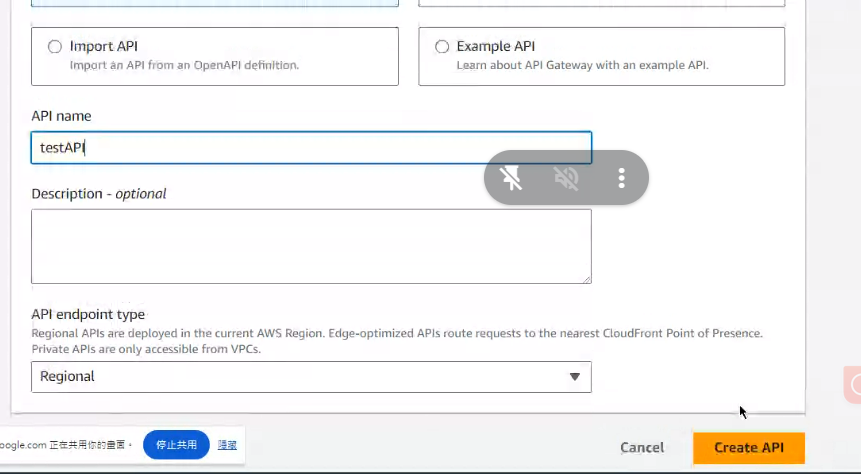 Import API
Import an API from an OpenAPI definition.
Example API
Learn about API Gateway with an example API.
API name
testAPI
Description - optional
API endpoint type
Regional APIs are deployed in the current AWS Region. Edge-optimized APIs route requests to the nearest CloudFront Point of Presence.
Private APIs are only accessible from VPCs.
Regional
oogle.com 正在共用你的畫面。
停止共用
隱藏
Cancel
Create API